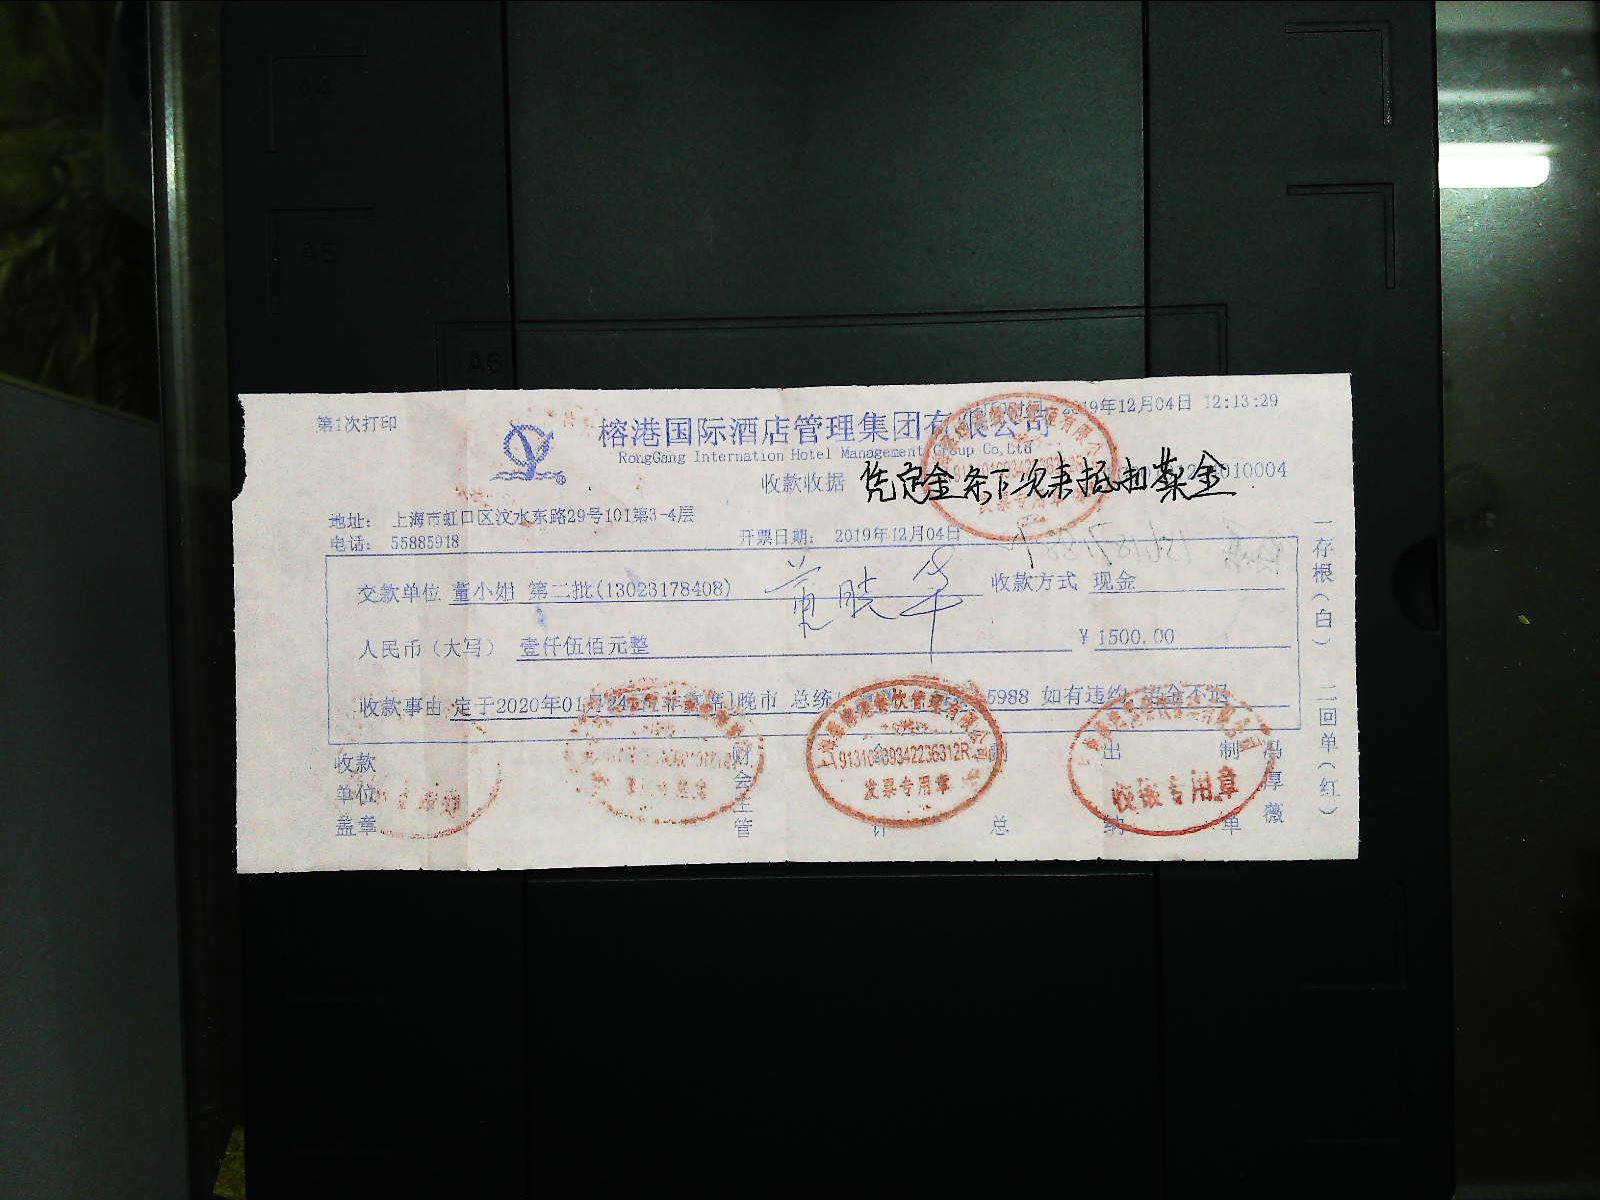 A4
A5
A6
第1次打印
2019年12月04日 12:13:29
榕港国际酒店管理集团有限公司
RongGang Internation Hotel Management Group Co,Ltd
收款收据
010004
凭定金条下次来抵扣菜金
地址: 上海市虹口区汶水东路29号101第3-4层
电话: 55885918
开票日期: 2019年12月04日
交款单位 董小姐 第二批(13023178408)
收款方式 现金
人民币(大写) 壹仟伍佰元整
¥1500.00
收款事由 定于2020年01月24 晚市 总统 5988 如有违约 不退
收款单位盖章
财会主管
总
出纳
制单
冯厚薇
一存根(白) 二回单(红)
发票专用章
收银专用章